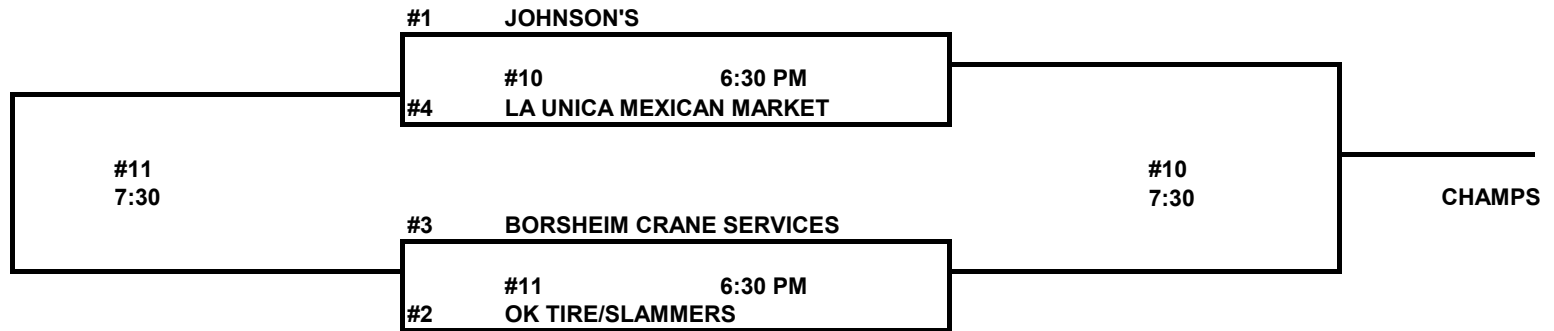 #1 JOHNSON'S
#10 6:30 PM
#4 LA UNICA MEXICAN MARKET
#11
7:30
#10
7:30
CHAMPS
#3 BORSHEIM CRANE SERVICES
#11 6:30 PM
#2 OK TIRE/SLAMMERS